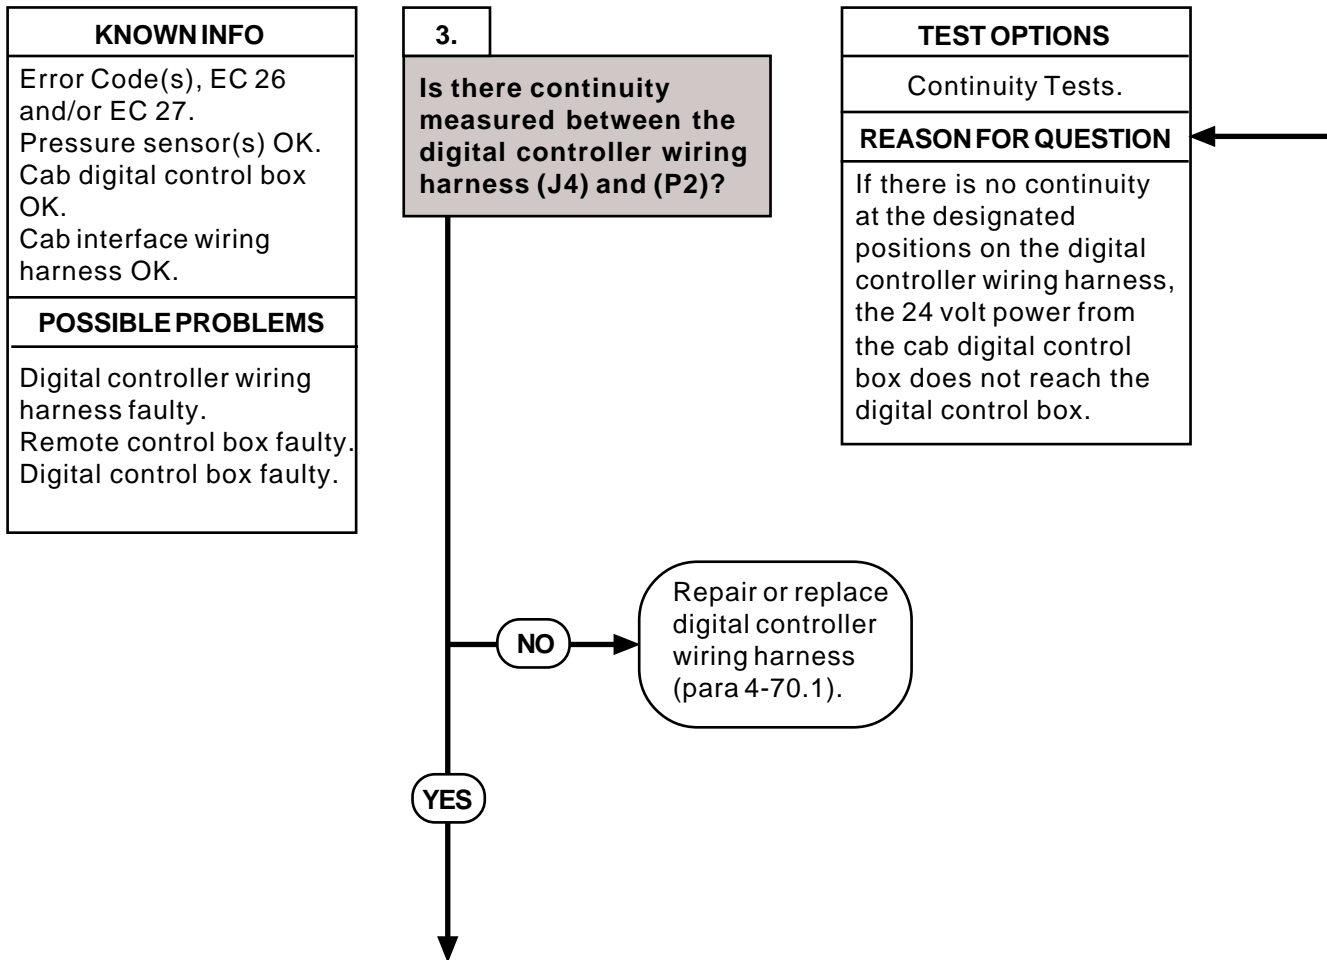 KNOWN INFO
Error Code(s), EC 26
and/or EC 27.
Pressure sensor(s) OK.
Cab digital control box
OK.
Cab interface wiring
harness OK.
POSSIBLE PROBLEMS
Digital controller wiring
harness faulty.
Remote control box faulty.
Digital control box faulty.
3.
Is there continuity
measured between the
digital controller wiring
harness (J4) and (P2)?
TEST OPTIONS
Continuity Tests.
REASON FOR QUESTION
If there is no continuity
at the designated
positions on the digital
controller wiring harness,
the 24 volt power from
the cab digital control
box does not reach the
digital control box.
NO
Repair or replace
digital controller
wiring harness
(para 4-70.1).
YES